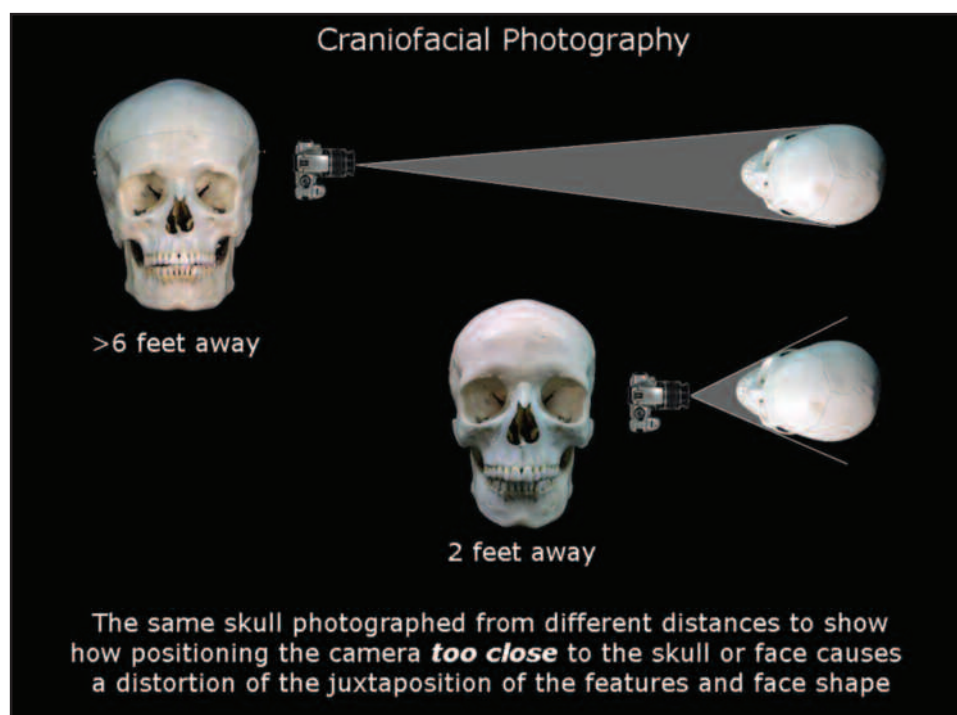 Craniofacial Photography
>6 feet away
2 feet away
The same skull photographed from different distances to show
how positioning the camera too close to the skull or face causes
a distortion of the juxtaposition of the features and face shape